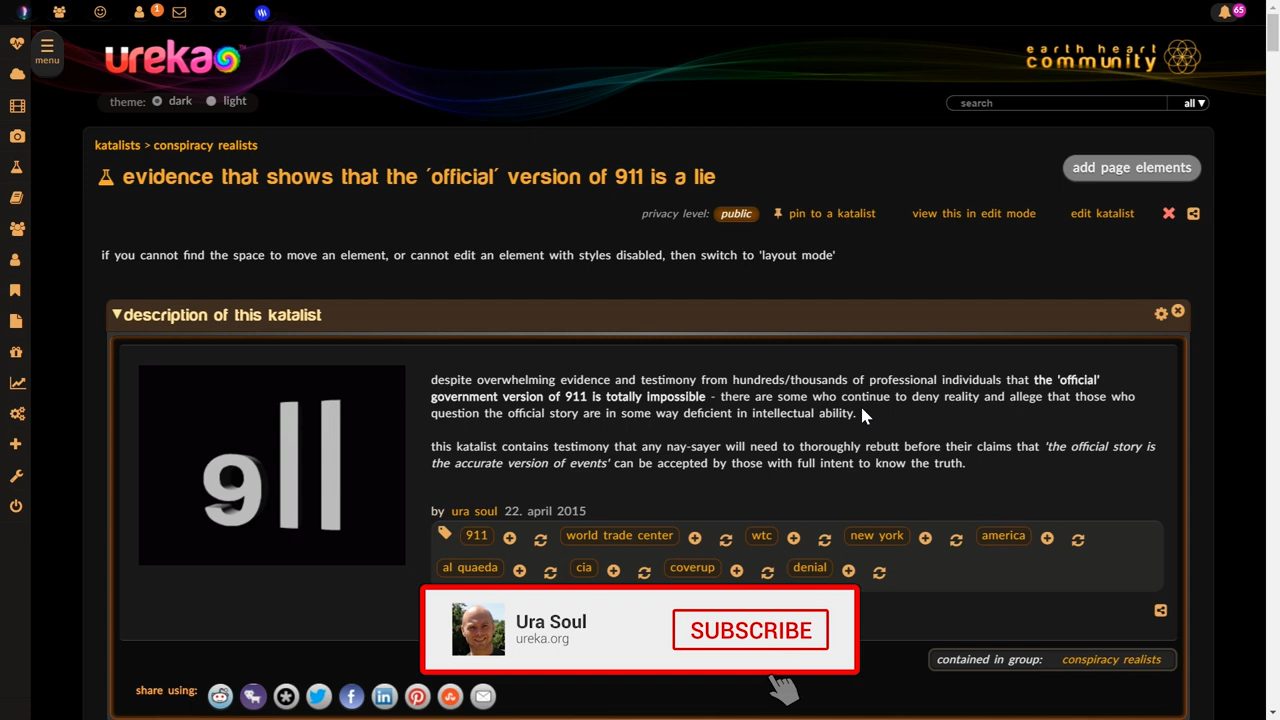 1
65
menu
ureka
TM
earth heart
community
theme: dark light
search all ▼
katalists > conspiracy realists
add page elements
evidence that shows that the ´official´ version of 911 is a lie
privacy level: public pin to a katalist view this in edit mode edit katalist
if you cannot find the space to move an element, or cannot edit an element with styles disabled, then switch to 'layout mode'
▼description of this katalist
911
despite overwhelming evidence and testimony from hundreds/thousands of professional individuals that the 'official'
government version of 911 is totally impossible - there are some who continue to deny reality and allege that those who
question the official story are in some way deficient in intellectual ability.
this katalist contains testimony that any nay-sayer will need to thoroughly rebutt before their claims that 'the official story is
the accurate version of events' can be accepted by those with full intent to know the truth.
by ura soul 22. april 2015
911 world trade center wtc new york america
al quaeda cia coverup denial
Ura Soul
ureka.org
SUBSCRIBE
contained in group: conspiracy realists
share using: